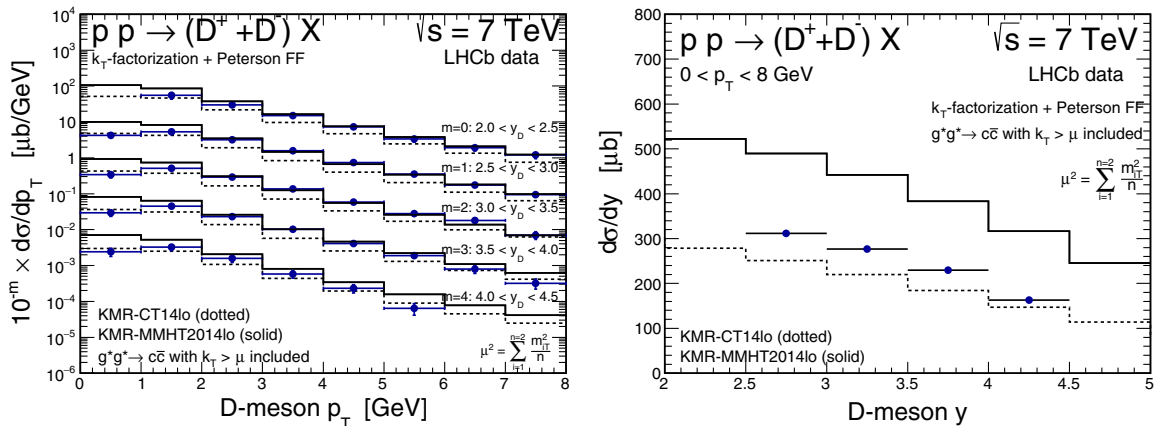 p p → (D⁺ +D⁻) X √s = 7 TeV
k_T-factorization + Peterson FF
LHCb data
10⁴
10³
10²
10
1
10⁻¹
10⁻²
10⁻³
10⁻⁴
10⁻⁵
10⁻⁶
10⁻ᵐ × dσ/dp_T [μb/GeV]
m=0: 2.0 < y_D < 2.5
m=1: 2.5 < y_D < 3.0
m=2: 3.0 < y_D < 3.5
m=3: 3.5 < y_D < 4.0
m=4: 4.0 < y_D < 4.5
KMR-CT14lo (dotted)
KMR-MMHT2014lo (solid)
g*g*→ cc̄ with k_T > μ included
μ² = Σ_{i=1}^{n=2} m²_{iT}/n
0 1 2 3 4 5 6 7 8
D-meson p_T [GeV]
p p → (D⁺+D⁻) X √s = 7 TeV
0 < p_T < 8 GeV
LHCb data
k_T-factorization + Peterson FF
g*g*→ cc̄ with k_T > μ included
μ² = Σ_{i=1}^{n=2} m²_{iT}/n
800
700
600
500
400
300
200
100
0
dσ/dy [μb]
KMR-CT14lo (dotted)
KMR-MMHT2014lo (solid)
2 2.5 3 3.5 4 4.5 5
D-meson y